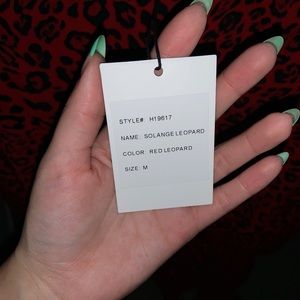 STYLE#: H19617
NAME: SOLANGE LEOPARD
COLOR: RED LEOPARD
SIZE: M